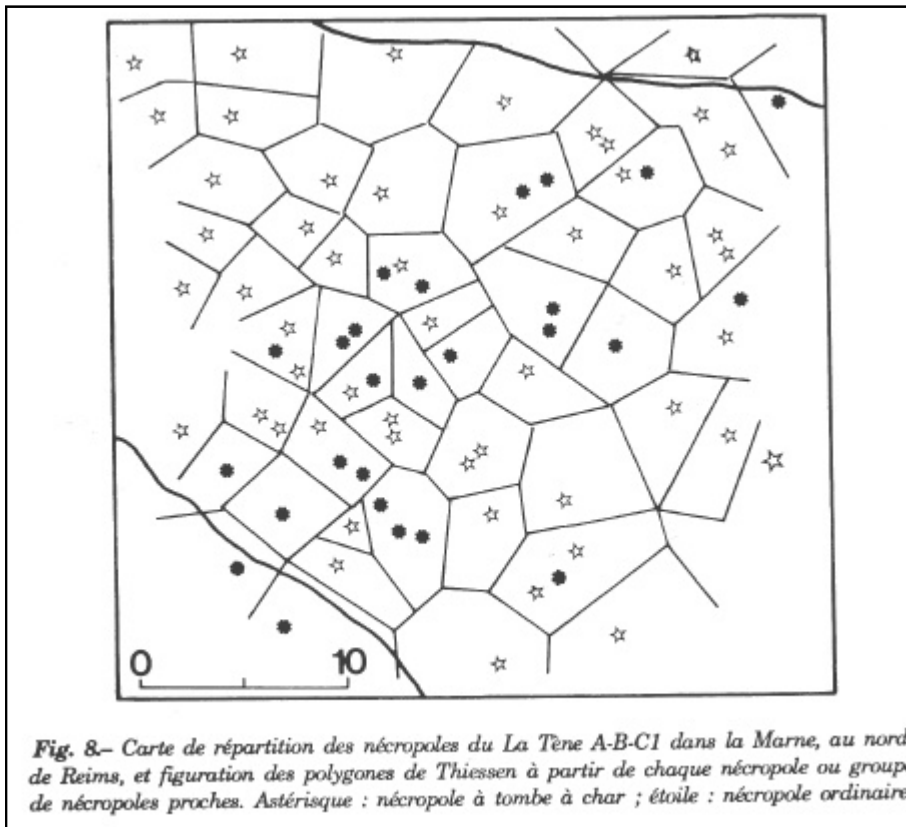 0 10
Fig. 8.– Carte de répartition des nécropoles du La Tène A-B-C1 dans la Marne, au nord
de Reims, et figuration des polygones de Thiessen à partir de chaque nécropole ou groupe
de nécropoles proches. Astérisque : nécropole à tombe à char ; étoile : nécropole ordinaire